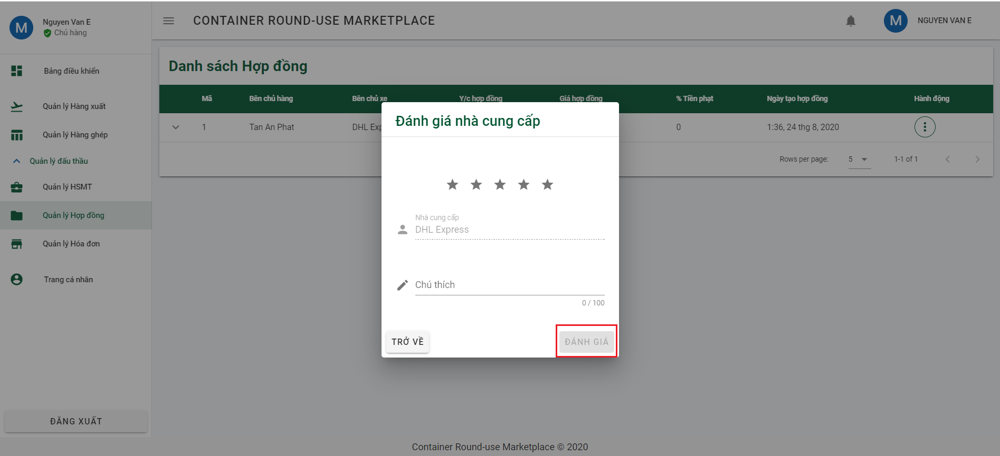 M
Nguyen Van E
Chủ hàng
CONTAINER ROUND-USE MARKETPLACE
M
NGUYEN VAN E
Bảng điều khiển
Quản lý Hàng xuất
Quản lý Hàng ghép
Quản lý đấu thầu
Quản lý HSMT
Quản lý Hợp đồng
Quản lý Hóa đơn
Trang cá nhân
ĐĂNG XUẤT
Danh sách Hợp đồng
Mã Bên chủ hàng Bên chủ xe Y/c hợp đồng Giá hợp đồng % Tiền phạt Ngày tạo hợp đồng Hành động
1 Tan An Phat DHL Exp 0 1:36, 24 thg 8, 2020
Rows per page: 5 1-1 of 1
Đánh giá nhà cung cấp
Nhà cung cấp
DHL Express
Chú thích
0 / 100
TRỞ VỀ ĐÁNH GIÁ
Container Round-use Marketplace © 2020